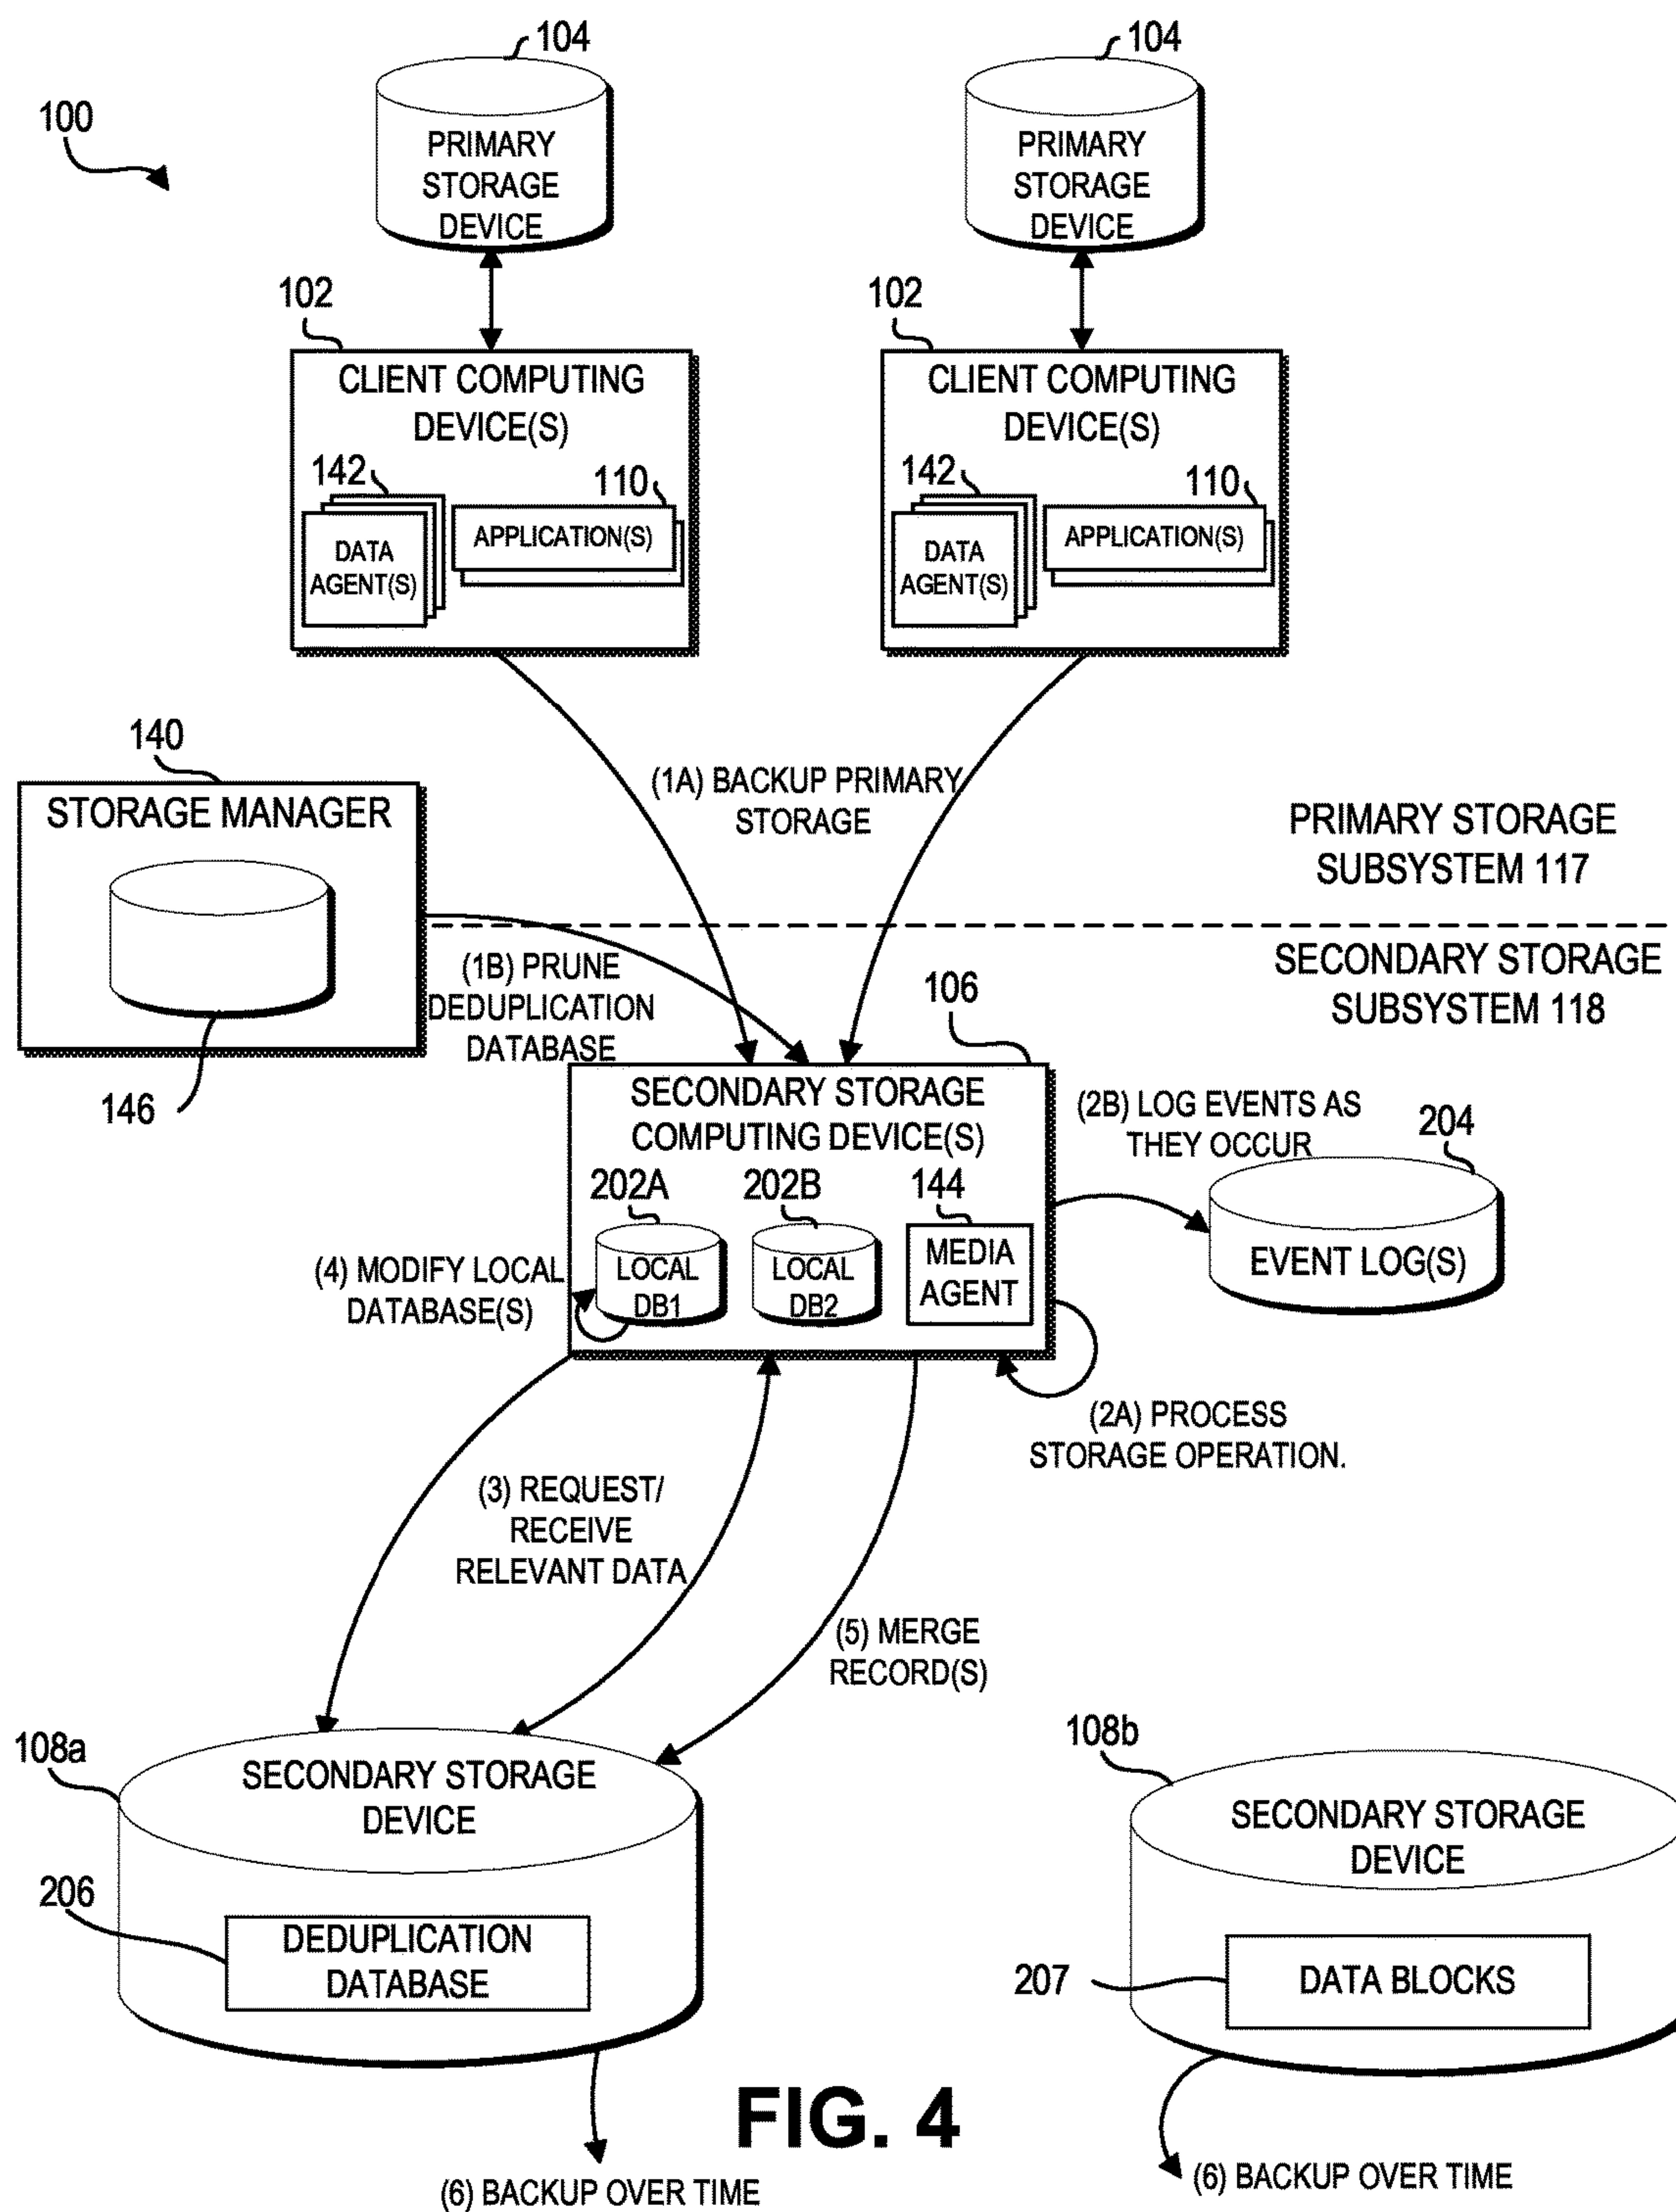 104
104
100
PRIMARY
STORAGE
DEVICE
PRIMARY
STORAGE
DEVICE
102
102
CLIENT COMPUTING
DEVICE(S)
CLIENT COMPUTING
DEVICE(S)
142
110
142
110
DATA
AGENT(S)
APPLICATION(S)
DATA
AGENT(S)
APPLICATION(S)
140
STORAGE MANAGER
146
(1A) BACKUP PRIMARY
STORAGE
PRIMARY STORAGE
SUBSYSTEM 117
SECONDARY STORAGE
SUBSYSTEM 118
(1B) PRUNE
DEDUPLICATION
DATABASE
106
SECONDARY STORAGE
COMPUTING DEVICE(S)
202A
202B
144
LOCAL
DB1
LOCAL
DB2
MEDIA
AGENT
(2B) LOG EVENTS AS
THEY OCCUR
204
EVENT LOG(S)
(4) MODIFY LOCAL
DATABASE(S)
(2A) PROCESS
STORAGE OPERATION.
(3) REQUEST/
RECEIVE
RELEVANT DATA
(5) MERGE
RECORD(S)
108a
SECONDARY STORAGE
DEVICE
206
DEDUPLICATION
DATABASE
108b
SECONDARY STORAGE
DEVICE
207
DATA BLOCKS
FIG. 4
(6) BACKUP OVER TIME
(6) BACKUP OVER TIME